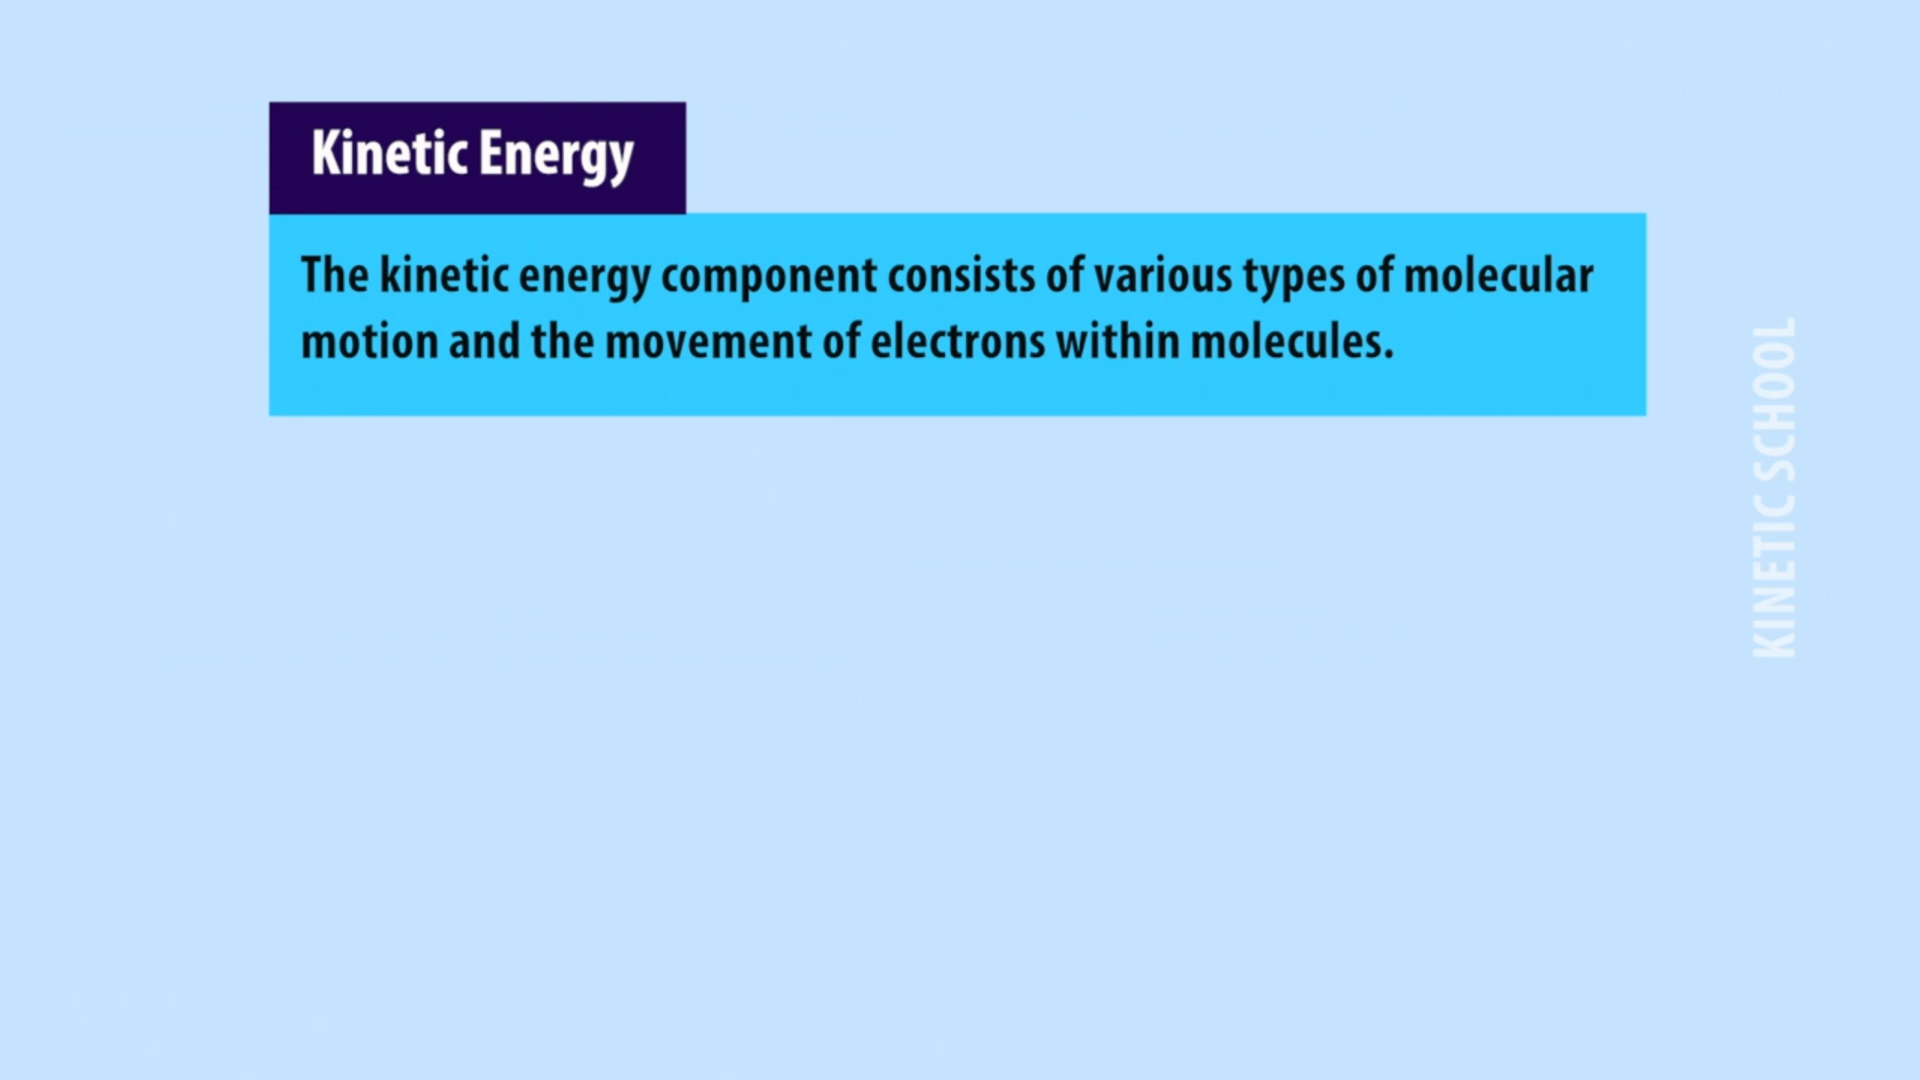 Kinetic Energy
The kinetic energy component consists of various types of molecular
motion and the movement of electrons within molecules.
KINETIC SCHOOL